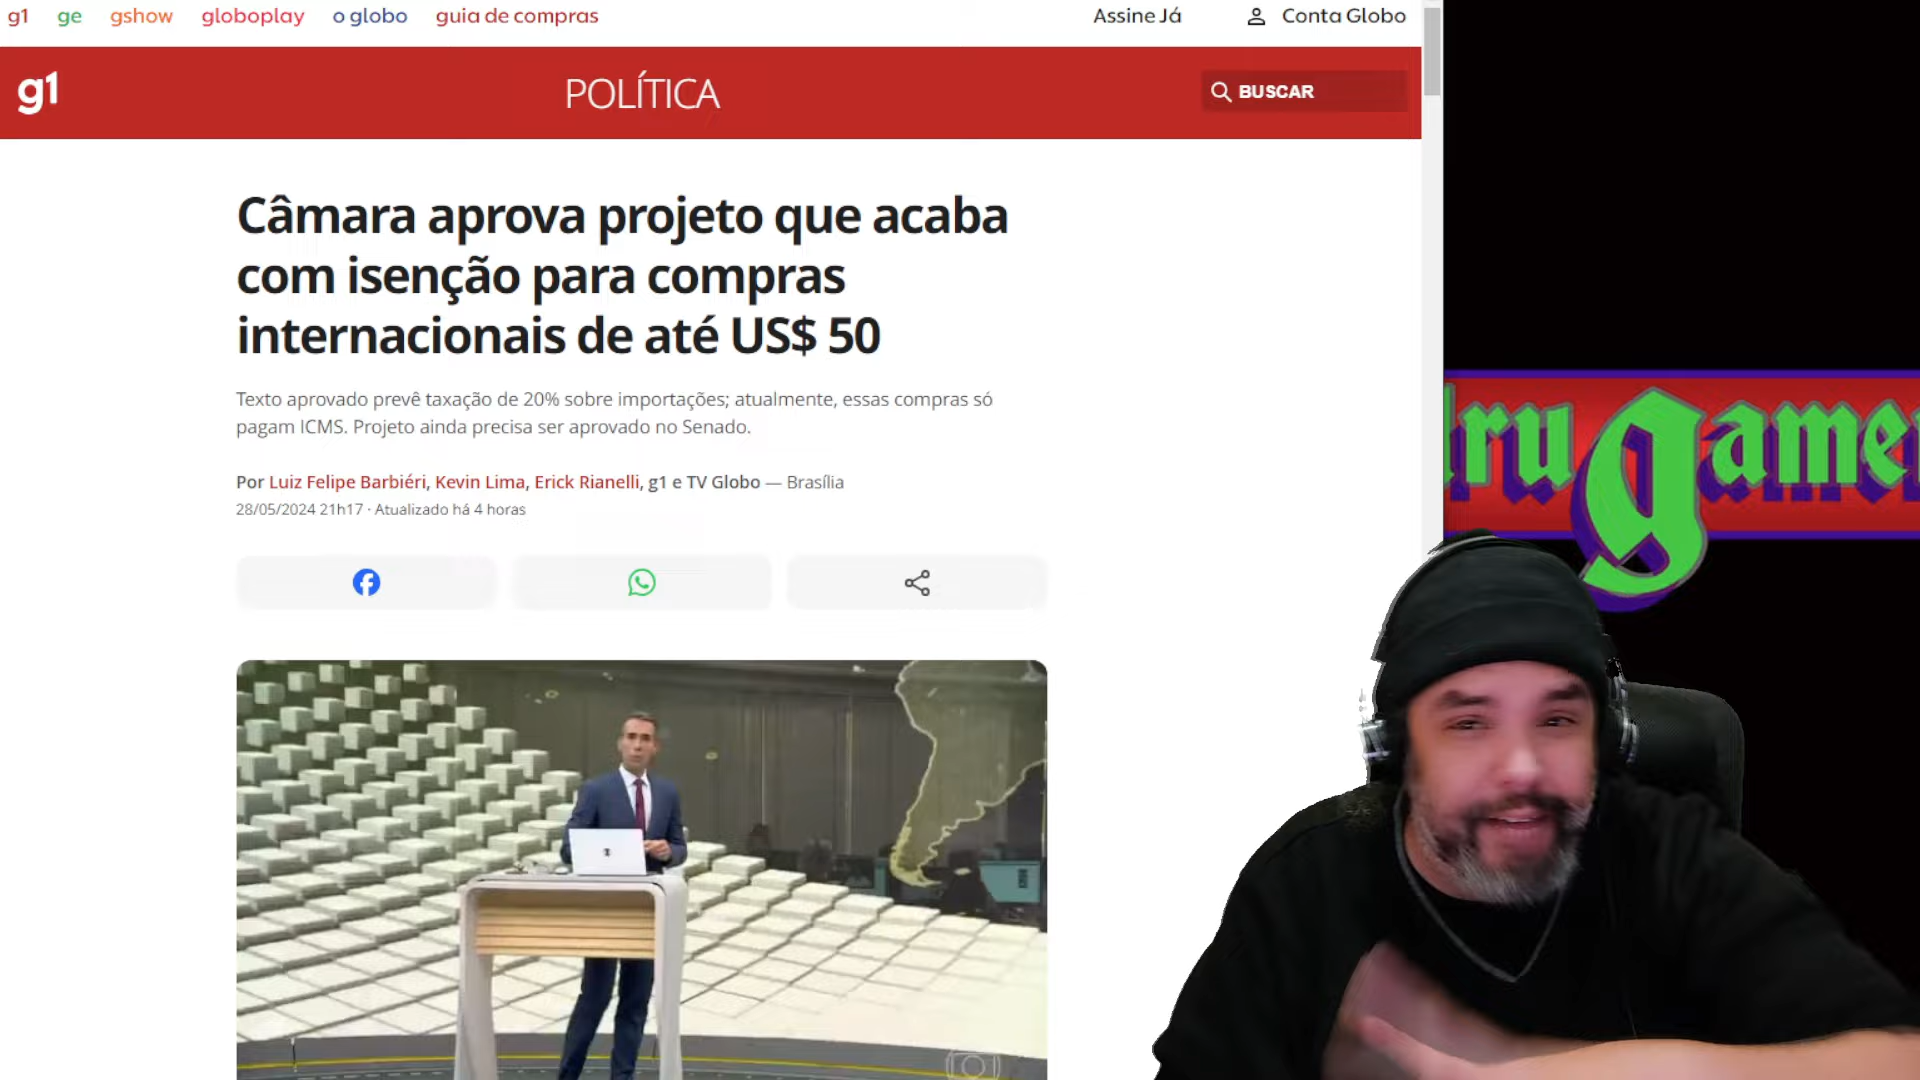 g1 ge gshow globoplay o globo guia de compras Assine Já Conta Globo
g1 POLÍTICA BUSCAR
Câmara aprova projeto que acaba
com isenção para compras
internacionais de até US$ 50
Texto aprovado prevê taxação de 20% sobre importações; atualmente, essas compras só
pagam ICMS. Projeto ainda precisa ser aprovado no Senado.
Por Luiz Felipe Barbiéri, Kevin Lima, Erick Rianelli, g1 e TV Globo — Brasília
28/05/2024 21h17 · Atualizado há 4 horas